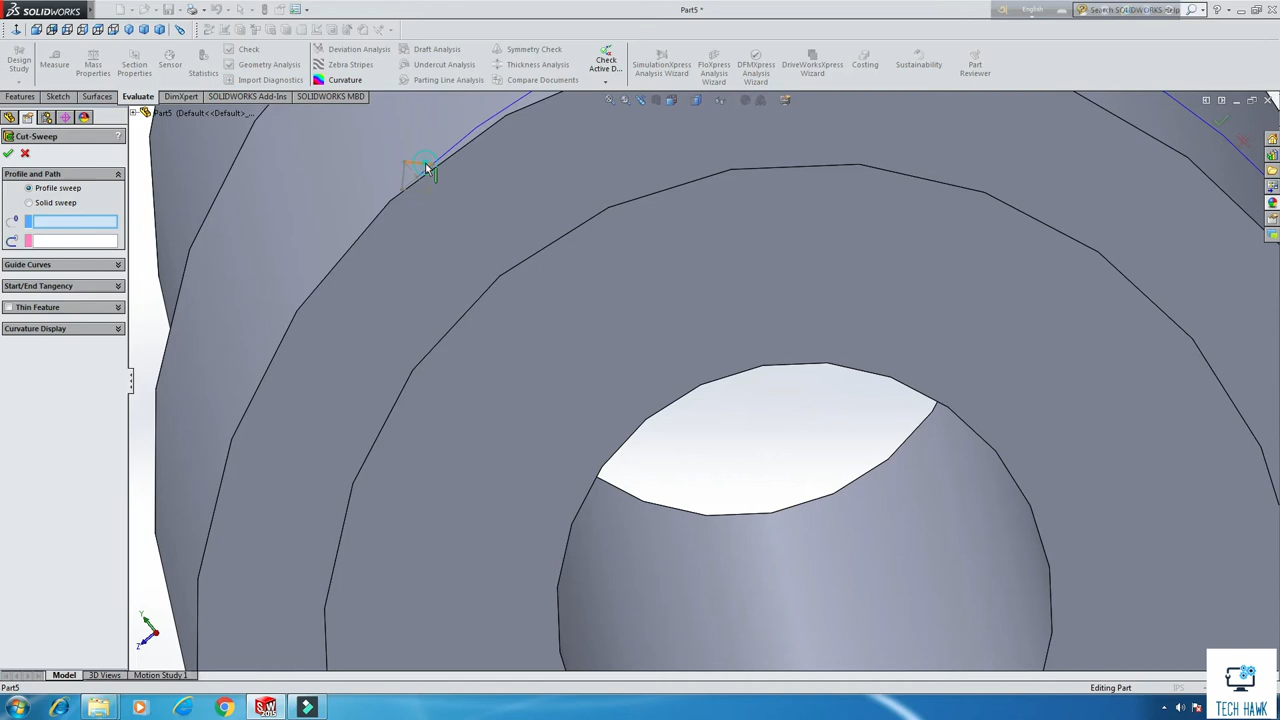 SOLIDWORKS
Part5 *
English
Search SOLIDWORKS Help
Design Study
Measure
Mass Properties
Section Properties
Sensor
Statistics
Check
Geometry Analysis
Import Diagnostics
Deviation Analysis
Zebra Stripes
Curvature
Draft Analysis
Undercut Analysis
Parting Line Analysis
Symmetry Check
Thickness Analysis
Compare Documents
Check Active D...
SimulationXpress Analysis Wizard
FloXpress Analysis Wizard
DFMXpress Analysis Wizard
DriveWorksXpress Wizard
Costing
Sustainability
Part Reviewer
Features
Sketch
Surfaces
Evaluate
DimXpert
SOLIDWORKS Add-Ins
SOLIDWORKS MBD
Part5 (Default<<Default>_...
Cut-Sweep
?
Profile and Path
Profile sweep
Solid sweep
Guide Curves
Start/End Tangency
Thin Feature
Curvature Display
Y
Z
Model
3D Views
Motion Study 1
Part5
Editing Part
IPS
SW
2015
TECH HAWK